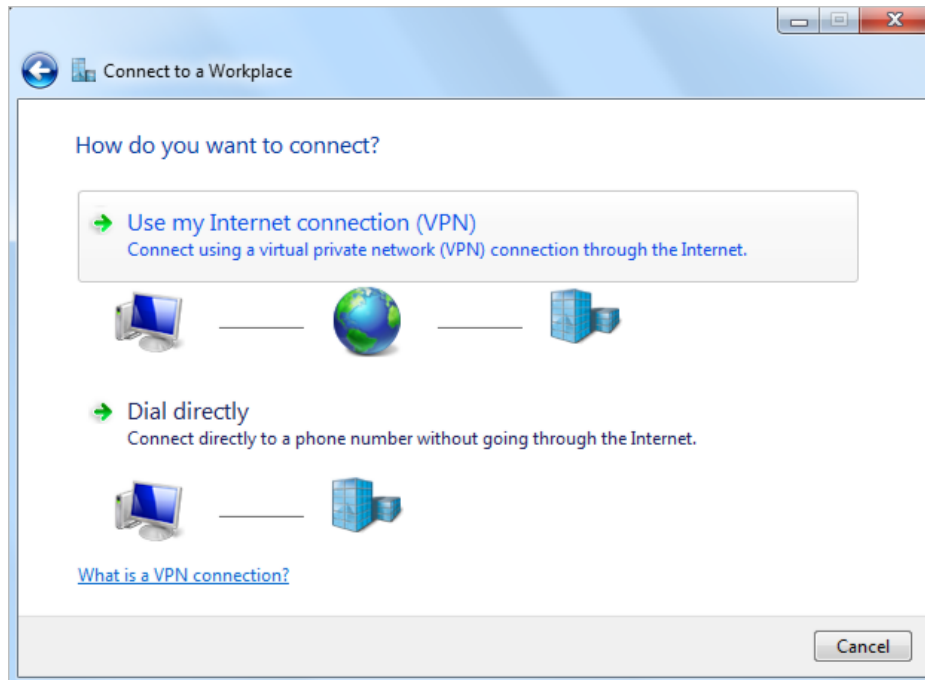 Connect to a Workplace
How do you want to connect?
Use my Internet connection (VPN)
Connect using a virtual private network (VPN) connection through the Internet.
Dial directly
Connect directly to a phone number without going through the Internet.
What is a VPN connection?
Cancel